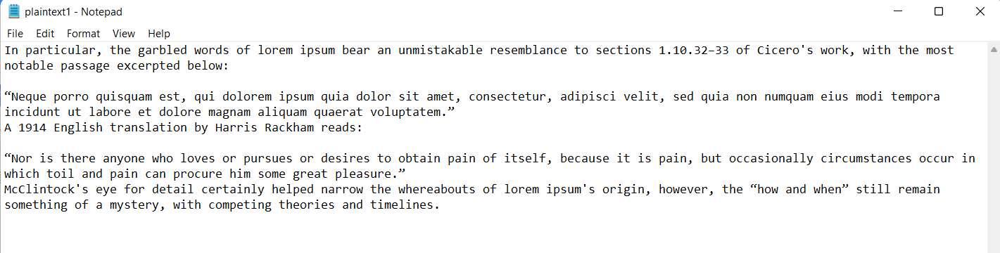 plaintext1 - Notepad
File Edit Format View Help
In particular, the garbled words of lorem ipsum bear an unmistakable resemblance to sections 1.10.32–33 of Cicero's work, with the most
notable passage excerpted below:
“Neque porro quisquam est, qui dolorem ipsum quia dolor sit amet, consectetur, adipisci velit, sed quia non numquam eius modi tempora
incidunt ut labore et dolore magnam aliquam quaerat voluptatem.”
A 1914 English translation by Harris Rackham reads:
“Nor is there anyone who loves or pursues or desires to obtain pain of itself, because it is pain, but occasionally circumstances occur in
which toil and pain can procure him some great pleasure.”
McClintock's eye for detail certainly helped narrow the whereabouts of lorem ipsum's origin, however, the “how and when” still remain
something of a mystery, with competing theories and timelines.